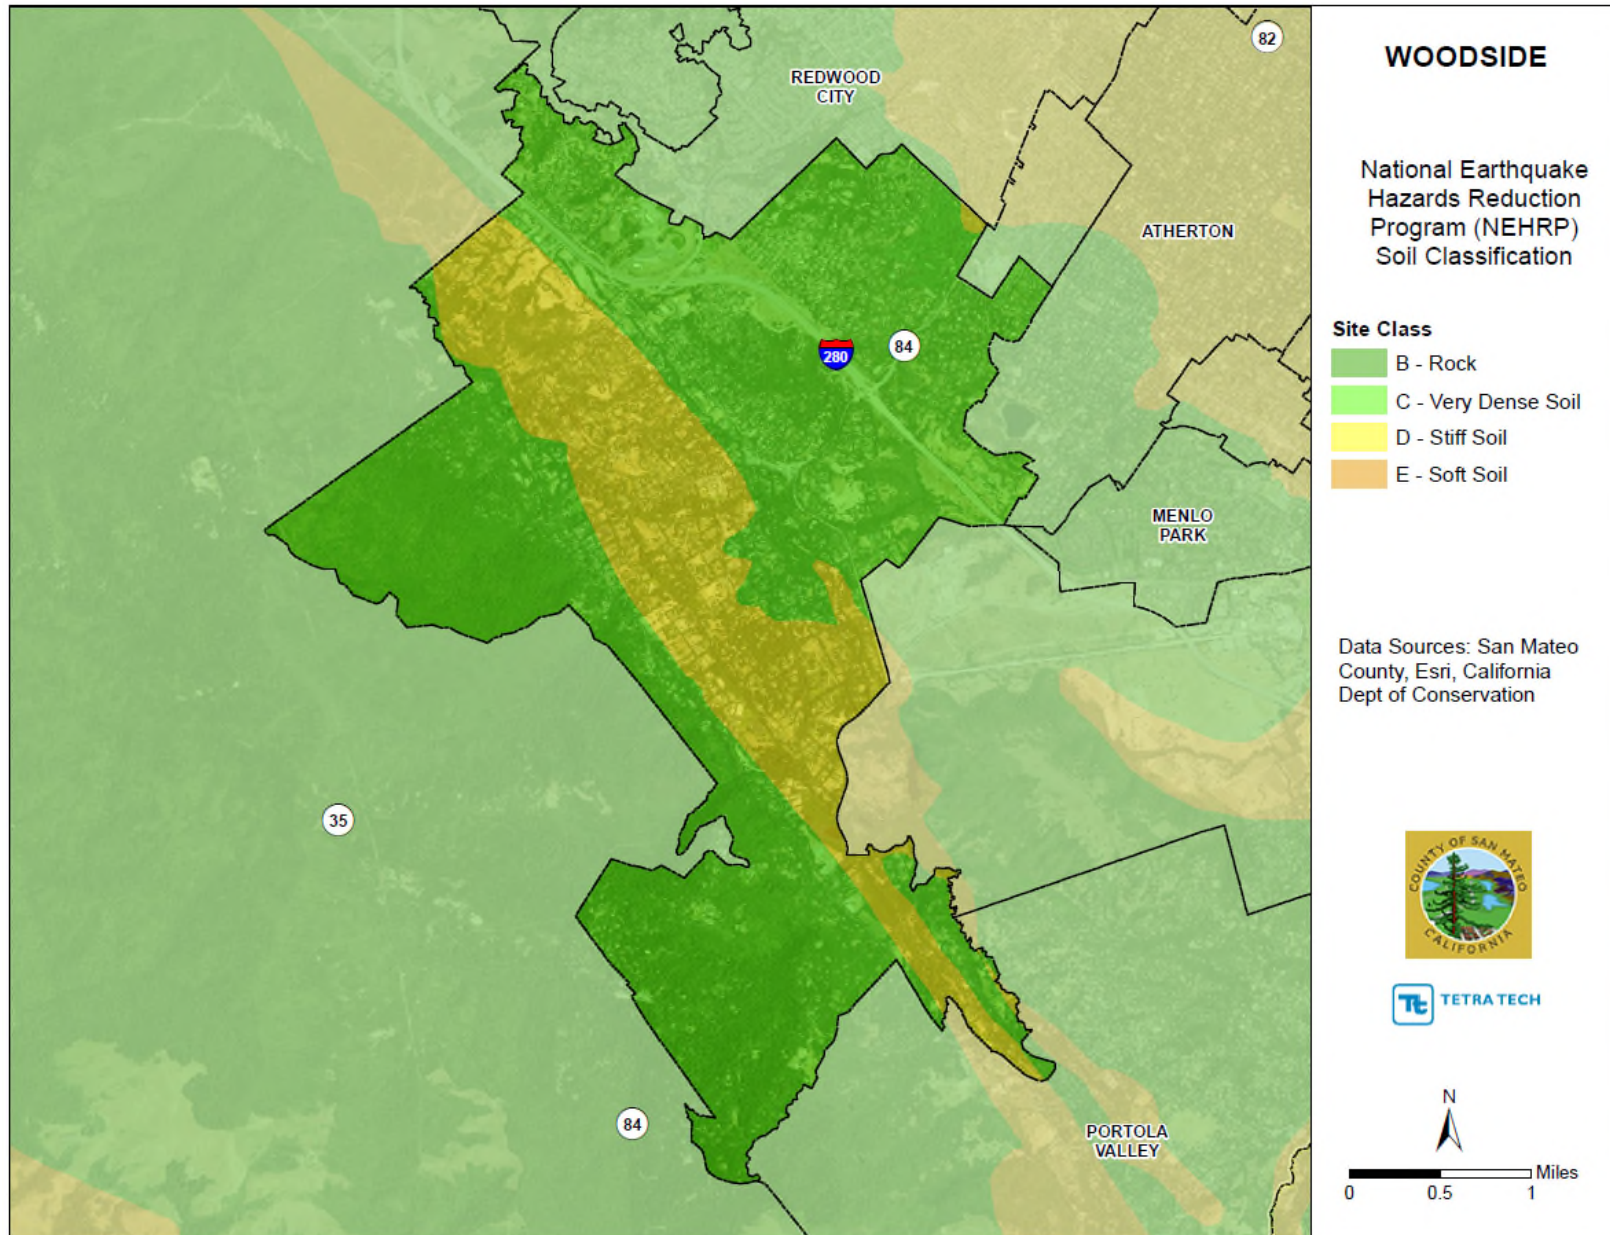 WOODSIDE
National Earthquake
Hazards Reduction
Program (NEHRP)
Soil Classification
Site Class
B - Rock
C - Very Dense Soil
D - Stiff Soil
E - Soft Soil
Data Sources: San Mateo
County, Esri, California
Dept of Conservation
COUNTY OF SAN MATEO
CALIFORNIA
Tt
TETRA TECH
N
Miles
0 0.5 1
82
REDWOOD
CITY
ATHERTON
280
84
MENLO
PARK
35
84
PORTOLA
VALLEY